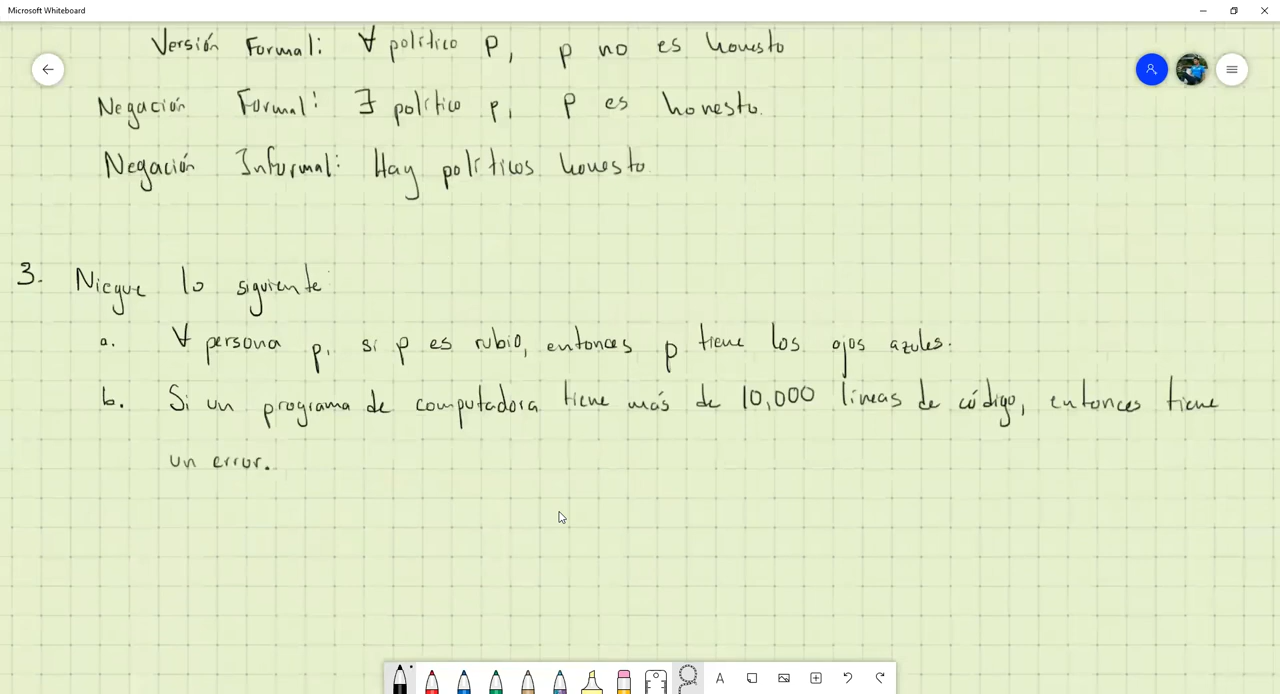 Microsoft Whiteboard
Versión Formal: ∀ político p, p no es honesto
Negación Formal: ∃ político p, p es honesto.
Negación Informal: Hay políticos honesto
3. Niegue lo siguiente:
a. ∀ persona p, si p es rubio, entonces p tiene los ojos azules.
b. Si un programa de computadora tiene más de 10,000 líneas de código, entonces tiene
un error.
A